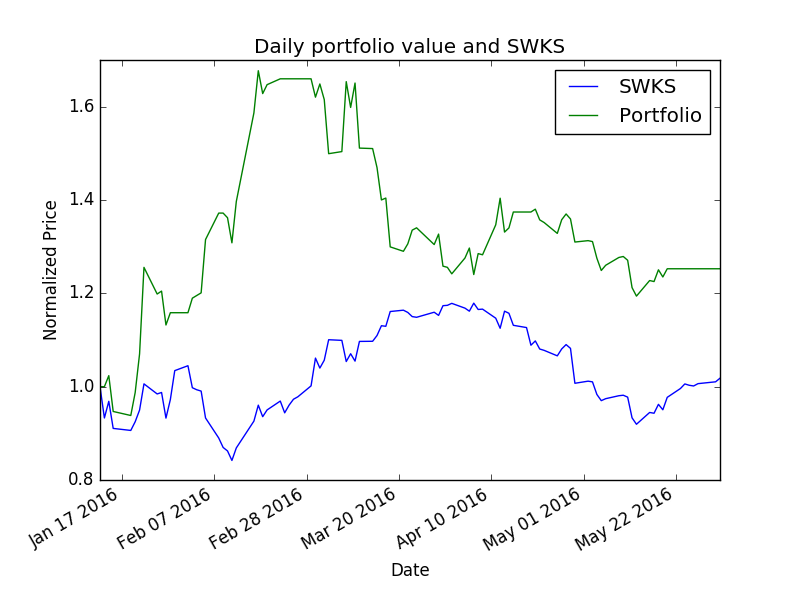 Daily portfolio value and SWKS
SWKS
Portfolio
Normalized Price
1.6
1.4
1.2
1.0
0.8
Jan 17 2016
Feb 07 2016
Feb 28 2016
Mar 20 2016
Apr 10 2016
May 01 2016
May 22 2016
Date